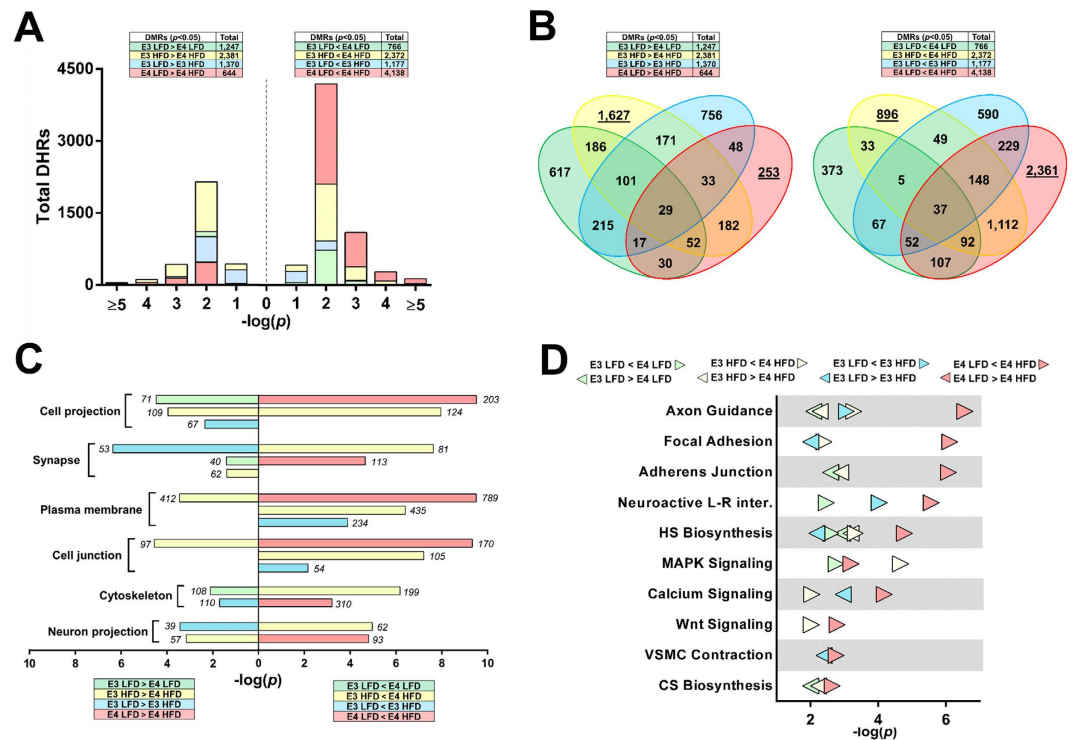 A
DMRs (p<0.05) Total
E3 LFD > E4 LFD 1,247
E3 HFD > E4 HFD 2,381
E3 LFD > E3 HFD 1,370
E4 LFD > E4 HFD 644
DMRs (p<0.05) Total
E3 LFD < E4 LFD 766
E3 HFD < E4 HFD 2,372
E3 LFD < E3 HFD 1,177
E4 LFD < E4 HFD 4,138
Total DHRs
4500
3000
1500
0
≥5 4 3 2 1 0 1 2 3 4 ≥5
-log(p)
B
DMRs (p<0.05) Total
E3 LFD > E4 LFD 1,247
E3 HFD > E4 HFD 2,381
E3 LFD > E3 HFD 1,370
E4 LFD > E4 HFD 644
DMRs (p<0.05) Total
E3 LFD < E4 LFD 766
E3 HFD < E4 HFD 2,372
E3 LFD < E3 HFD 1,177
E4 LFD < E4 HFD 4,138
1,627 756
186 171 48
617 101 33 253
29
215 182
17 52
30
896 590
33 49 229
373 5 148 2,361
37
67 1,112
52 92
107
C
Cell projection
71 203
109 124
67
Synapse
53 81
40 113
62
Plasma membrane
412 789
435
234
Cell junction
97 170
105
54
Cytoskeleton
108 199
110 310
Neuron projection
39 62
57 93
10 8 6 4 2 0 2 4 6 8 10
-log(p)
E3 LFD > E4 LFD
E3 HFD > E4 HFD
E3 LFD > E3 HFD
E4 LFD > E4 HFD
E3 LFD < E4 LFD
E3 HFD < E4 HFD
E3 LFD < E3 HFD
E4 LFD < E4 HFD
D
E3 LFD < E4 LFD E3 HFD < E4 HFD E3 LFD < E3 HFD E4 LFD < E4 HFD
E3 LFD > E4 LFD E3 HFD > E4 HFD E3 LFD > E3 HFD E4 LFD > E4 HFD
Axon Guidance
Focal Adhesion
Adherens Junction
Neuroactive L-R inter.
HS Biosynthesis
MAPK Signaling
Calcium Signaling
Wnt Signaling
VSMC Contraction
CS Biosynthesis
2 4 6
-log(p)